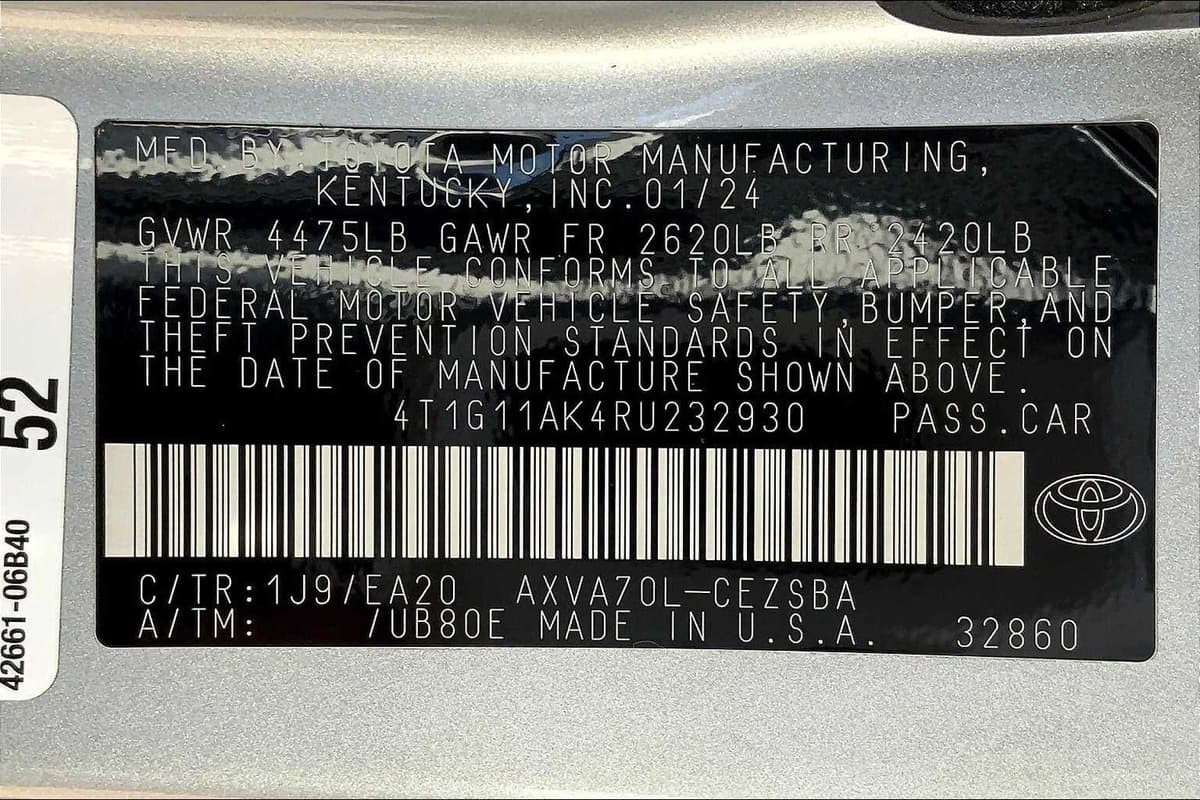 MFD BY: TOYOTA MOTOR MANUFACTURING,
KENTUCKY, INC. 01/24
GVWR 4475LB GAWR FR 2620LB RR 2420LB
THIS VEHICLE CONFORMS TO ALL APPLICABLE
FEDERAL MOTOR VEHICLE SAFETY, BUMPER, AND
THEFT PREVENTION STANDARDS IN EFFECT ON
THE DATE OF MANUFACTURE SHOWN ABOVE.
4T1G11AK4RU232930 PASS.CAR
C/TR:1J9/EA20 AXVA70L-CEZSBA
A/TM: /UB80E MADE IN U.S.A. 32860
52
42661-06B40